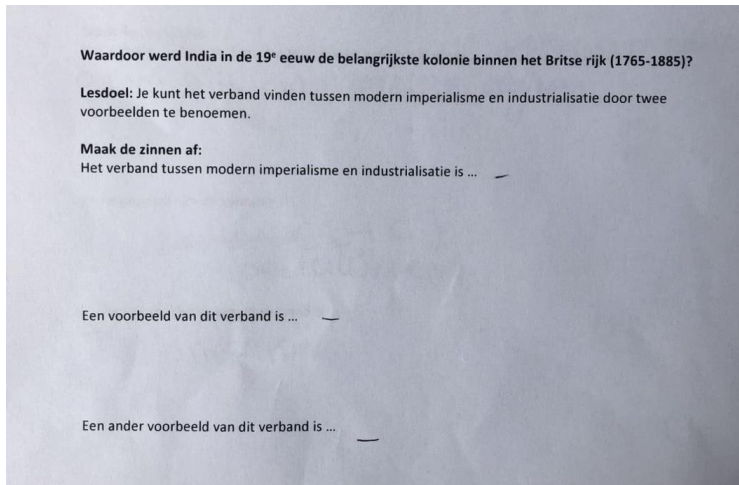 Waardoor werd India in de 19e eeuw de belangrijkste kolonie binnen het Britse rijk (1765-1885)?
Lesdoel: Je kunt het verband vinden tussen modern imperialisme en industrialisatie door twee
voorbeelden te benoemen.
Maak de zinnen af:
Het verband tussen modern imperialisme en industrialisatie is ... –
Een voorbeeld van dit verband is ... –
Een ander voorbeeld van dit verband is ... –